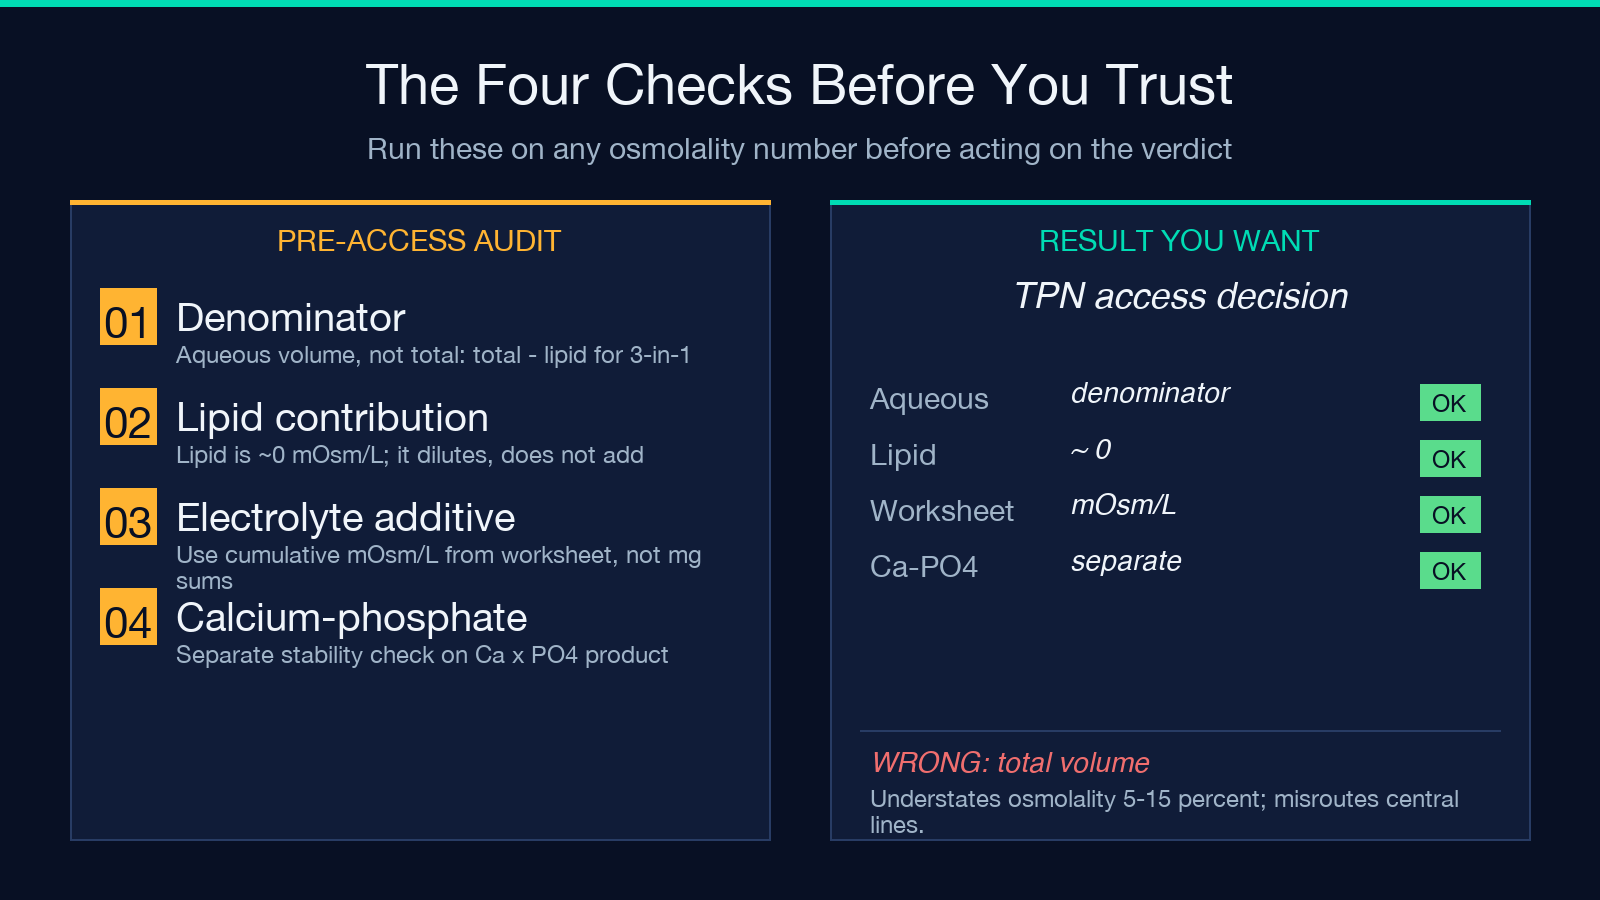 The Four Checks Before You Trust
Run these on any osmolality number before acting on the verdict
PRE-ACCESS AUDIT
01 Denominator
Aqueous volume, not total: total - lipid for 3-in-1
02 Lipid contribution
Lipid is ~0 mOsm/L; it dilutes, does not add
03 Electrolyte additive
Use cumulative mOsm/L from worksheet, not mg
sums
04 Calcium-phosphate
Separate stability check on Ca x PO4 product
RESULT YOU WANT
TPN access decision
Aqueous denominator OK
Lipid ~ 0 OK
Worksheet mOsm/L OK
Ca-PO4 separate OK
WRONG: total volume
Understates osmolality 5-15 percent; misroutes central
lines.